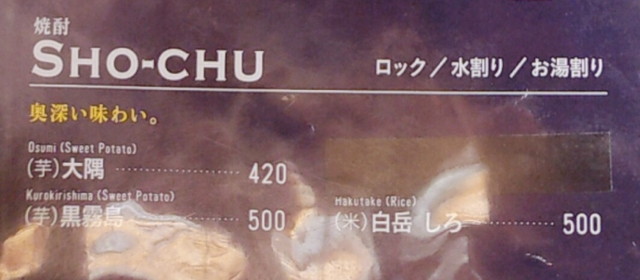 焼酎
SHO-CHU
ロック／水割り／お湯割り
奥深い味わい。
Osumi (Sweet Potato)
(芋)大隅 420
Kurokirishima (Sweet Potato)
(芋)黒霧島 500
Hakutake (Rice)
(米)白岳 しろ 500